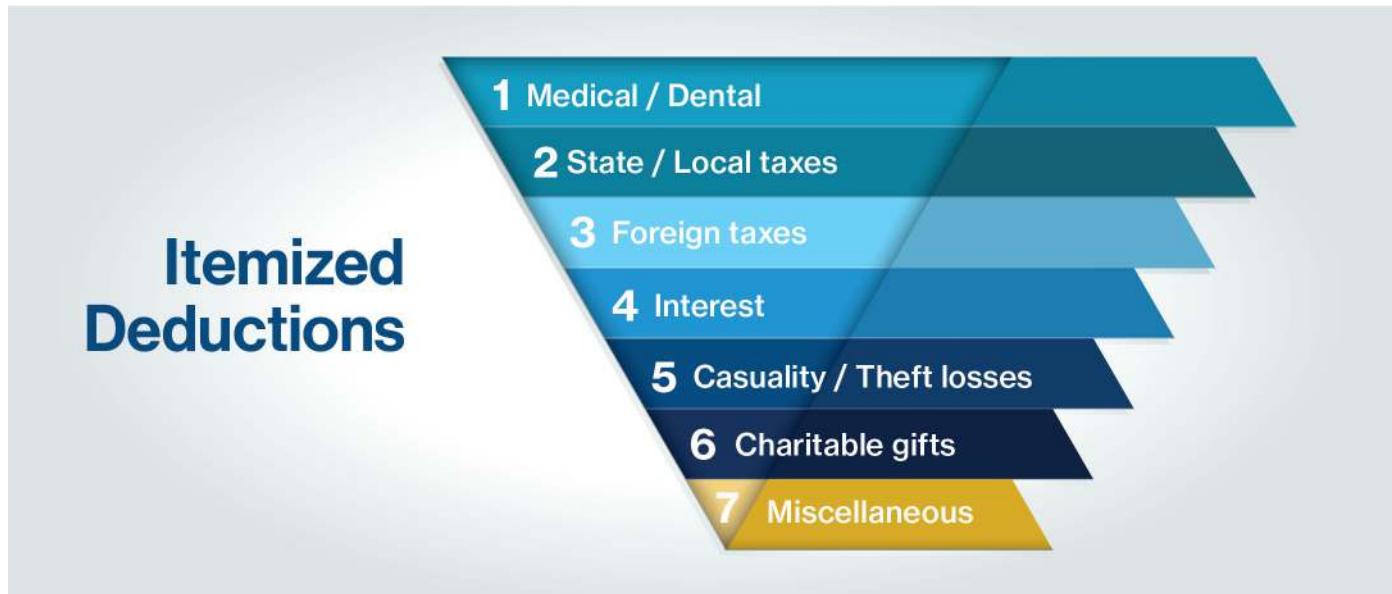 Itemized
Deductions
1 Medical / Dental
2 State / Local taxes
3 Foreign taxes
4 Interest
5 Casuality / Theft losses
6 Charitable gifts
7 Miscellaneous